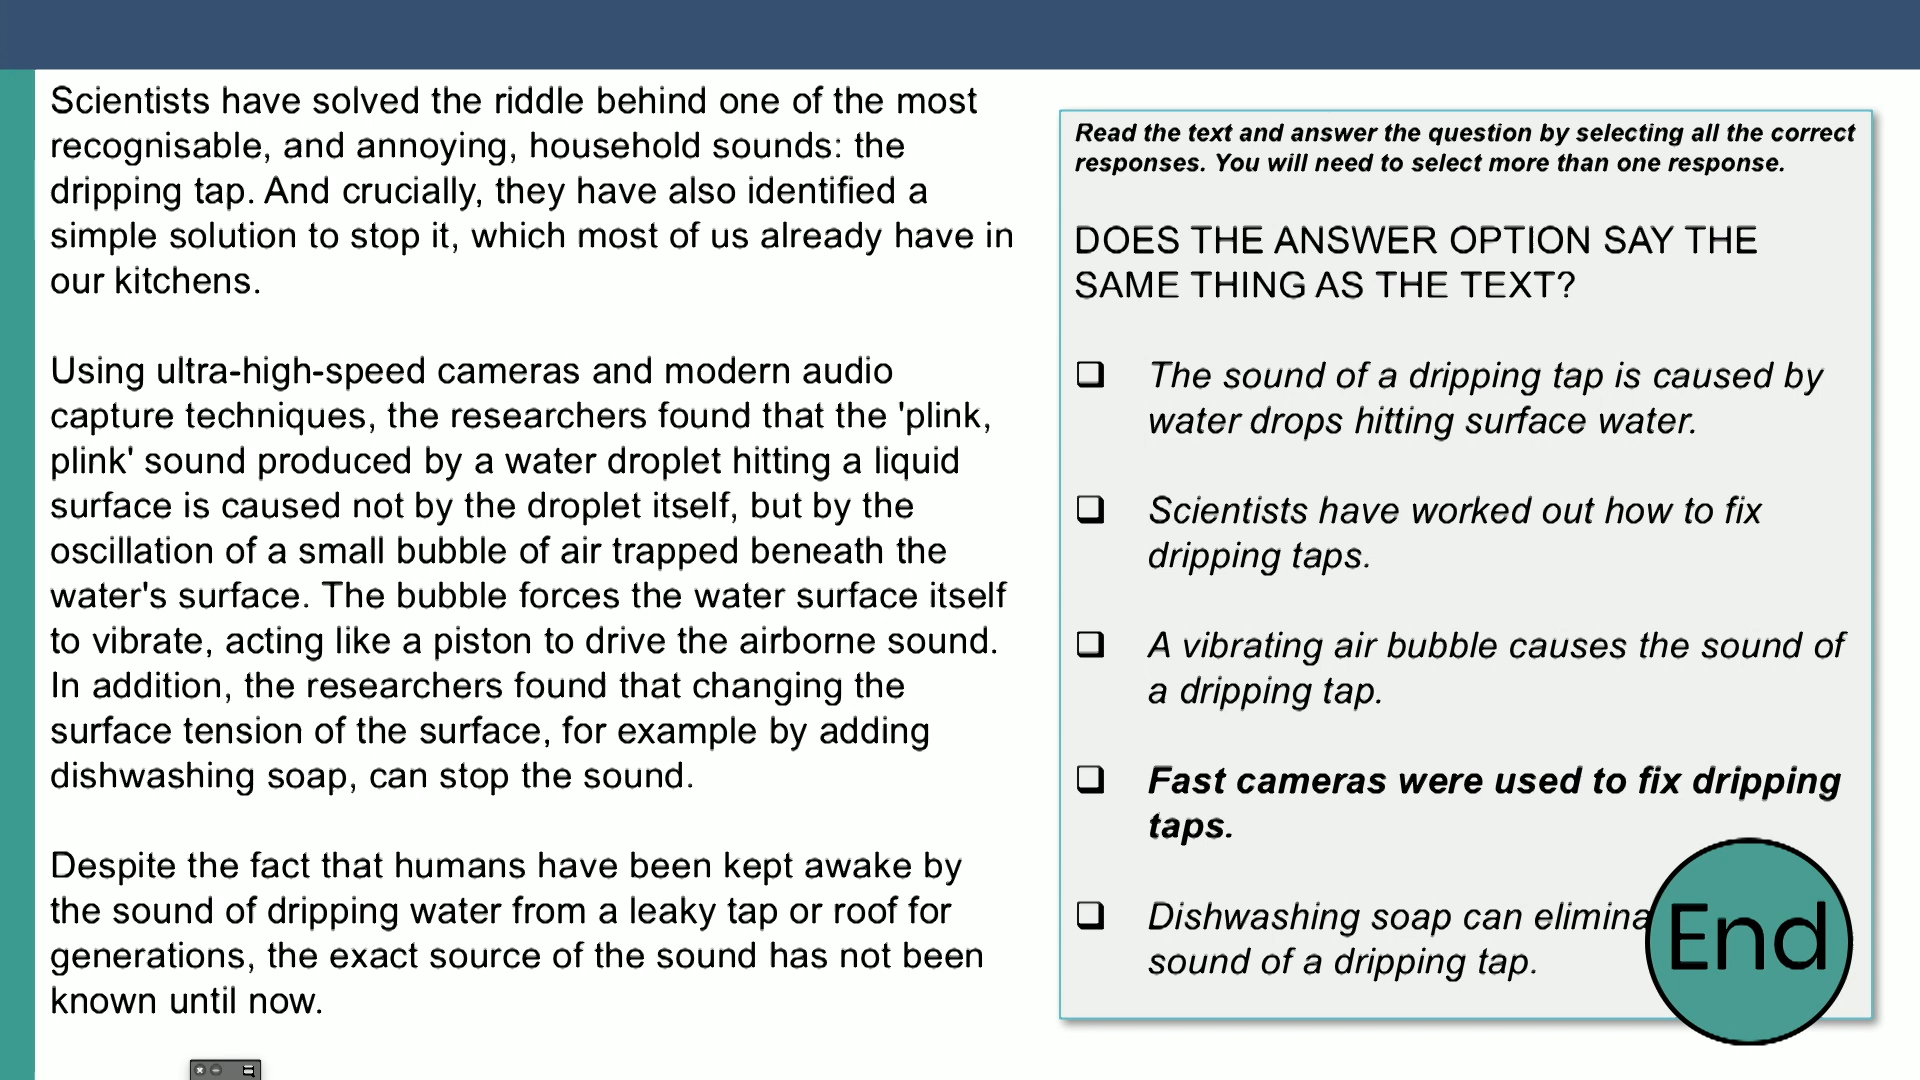 Scientists have solved the riddle behind one of the most
recognisable, and annoying, household sounds: the
dripping tap. And crucially, they have also identified a
simple solution to stop it, which most of us already have in
our kitchens.
Using ultra-high-speed cameras and modern audio
capture techniques, the researchers found that the 'plink,
plink' sound produced by a water droplet hitting a liquid
surface is caused not by the droplet itself, but by the
oscillation of a small bubble of air trapped beneath the
water's surface. The bubble forces the water surface itself
to vibrate, acting like a piston to drive the airborne sound.
In addition, the researchers found that changing the
surface tension of the surface, for example by adding
dishwashing soap, can stop the sound.
Despite the fact that humans have been kept awake by
the sound of dripping water from a leaky tap or roof for
generations, the exact source of the sound has not been
known until now.
Read the text and answer the question by selecting all the correct
responses. You will need to select more than one response.
DOES THE ANSWER OPTION SAY THE
SAME THING AS THE TEXT?
The sound of a dripping tap is caused by
water drops hitting surface water.
Scientists have worked out how to fix
dripping taps.
A vibrating air bubble causes the sound of
a dripping tap.
Fast cameras were used to fix dripping
taps.
Dishwashing soap can
sound of a dripping tap.
End